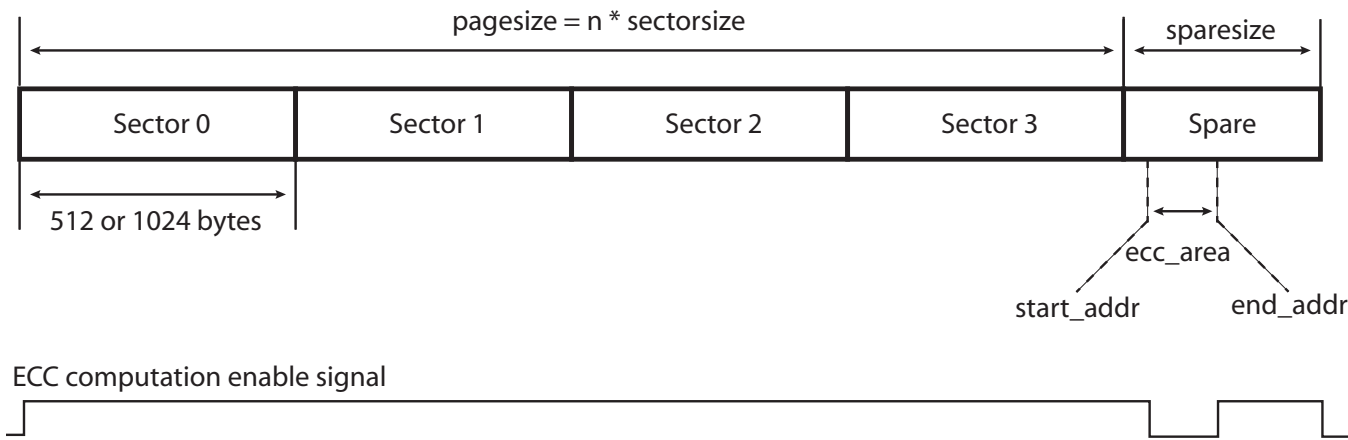 pagesize = n * sectorsize
sparesize
Sector 0
Sector 1
Sector 2
Sector 3
Spare
512 or 1024 bytes
ecc_area
start_addr
end_addr
ECC computation enable signal